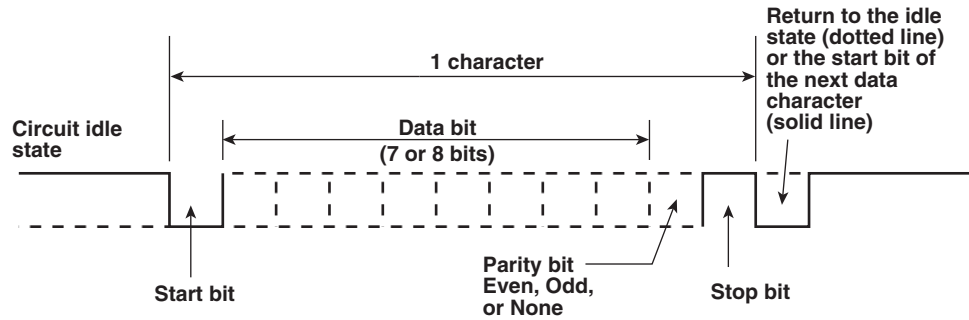 Return to the idle
state (dotted line)
or the start bit of
the next data
character
(solid line)
1 character
Circuit idle
state
Data bit
(7 or 8 bits)
Parity bit
Even, Odd,
or None
Start bit
Stop bit